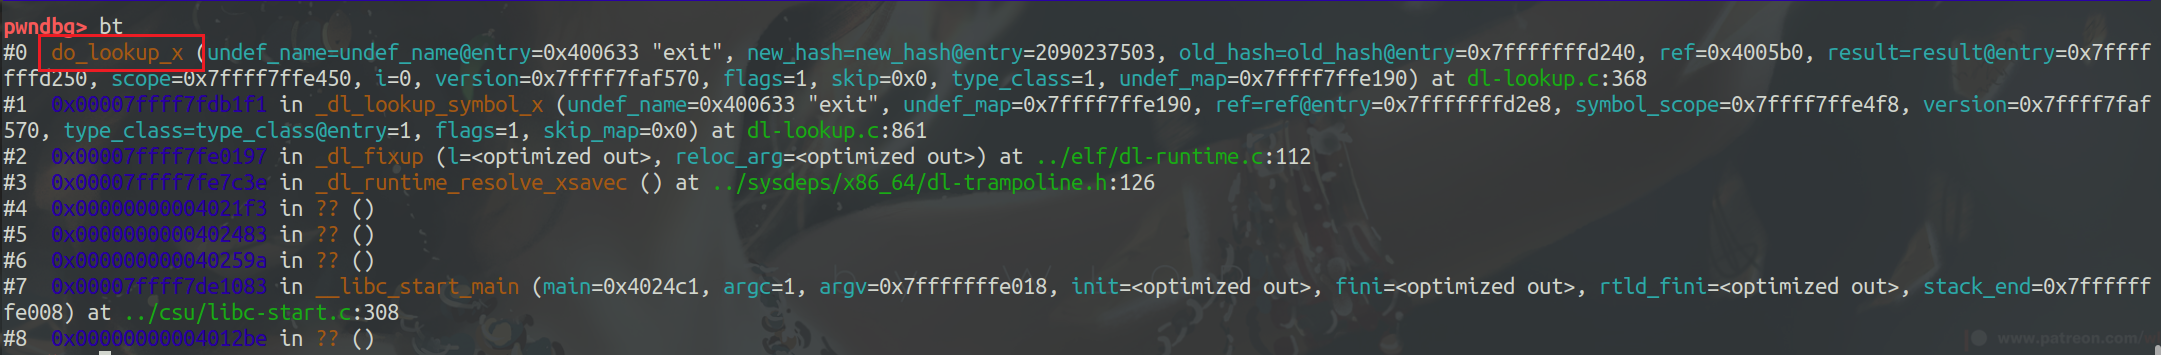 pwndbg> bt
#0  do_lookup_x (undef_name=undef_name@entry=0x400633 "exit", new_hash=new_hash@entry=2090237503, old_hash=old_hash@entry=0x7fffffffd240, ref=0x4005b0, result=result@entry=0x7ffff
fffd250, scope=0x7ffff7ffe450, i=0, version=0x7ffff7faf570, flags=1, skip=0x0, type_class=1, undef_map=0x7ffff7ffe190) at dl-lookup.c:368
#1  0x00007ffff7fdb1f1 in _dl_lookup_symbol_x (undef_name=0x400633 "exit", undef_map=0x7ffff7ffe190, ref=ref@entry=0x7fffffffd2e8, symbol_scope=0x7ffff7ffe4f8, version=0x7ffff7faf
570, type_class=type_class@entry=1, flags=1, skip_map=0x0) at dl-lookup.c:861
#2  0x00007ffff7fe0197 in _dl_fixup (l=<optimized out>, reloc_arg=<optimized out>) at ../elf/dl-runtime.c:112
#3  0x00007ffff7fe7c3e in _dl_runtime_resolve_xsavec () at ../sysdeps/x86_64/dl-trampoline.h:126
#4  0x00000000004021f3 in ?? ()
#5  0x0000000000402483 in ?? ()
#6  0x000000000040259a in ?? ()
#7  0x00007ffff7de1083 in __libc_start_main (main=0x4024c1, argc=1, argv=0x7fffffffe018, init=<optimized out>, fini=<optimized out>, rtld_fini=<optimized out>, stack_end=0x7ffffff
fe008) at ../csu/libc-start.c:308
#8  0x00000000004012be in ?? ()
www.patreon.com/